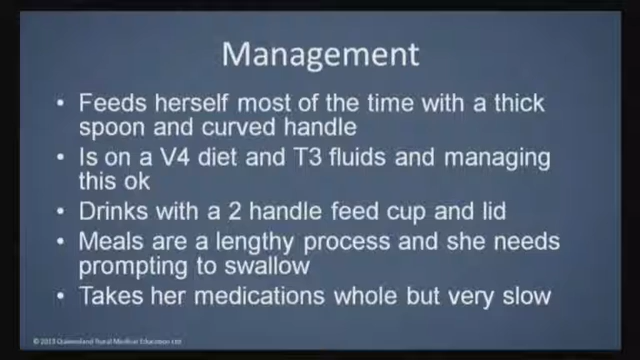 Management
• Feeds herself most of the time with a thick
spoon and curved handle
• Is on a V4 diet and T3 fluids and managing
this ok
• Drinks with a 2 handle feed cup and lid
• Meals are a lengthy process and she needs
prompting to swallow
• Takes her medications whole but very slow
© 2013 Queensland Rural Medical Education Ltd